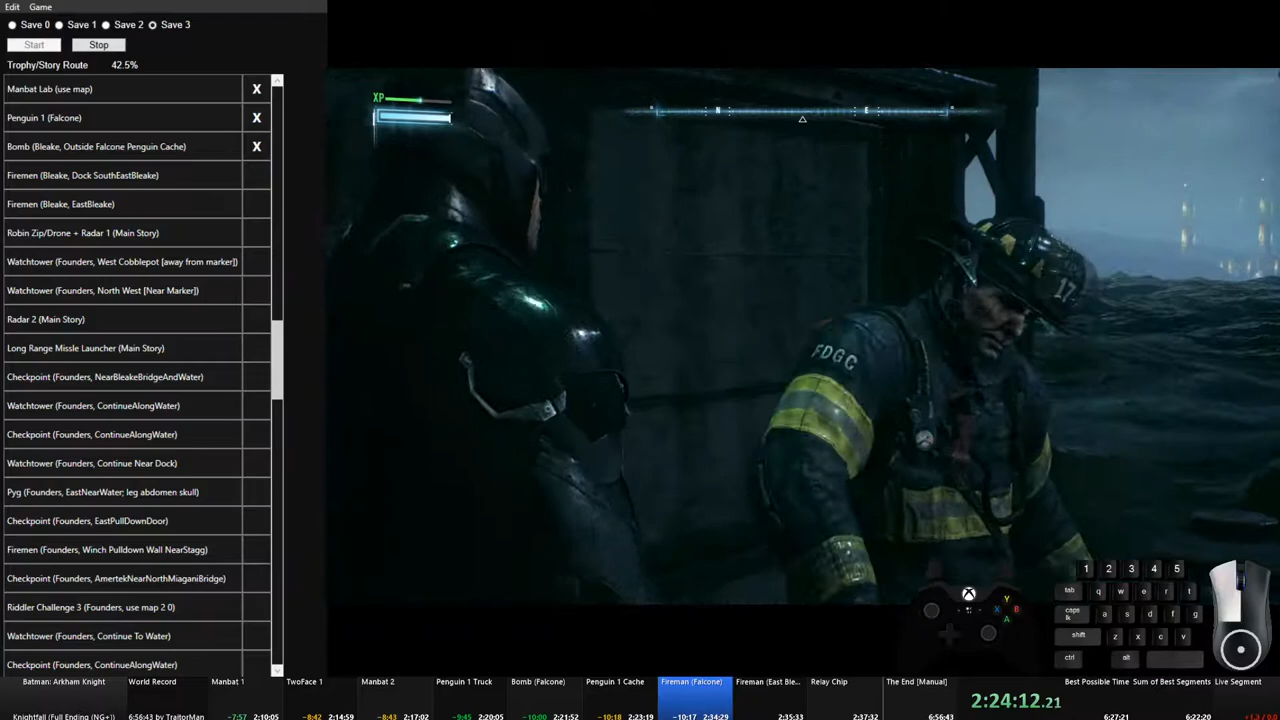 Edit Game
Save 0 Save 1 Save 2 Save 3
Start Stop
Trophy/Story Route 42.5%
Manbat Lab (use map) X
Penguin 1 (Falcone) X
Bomb (Bleake, Outside Falcone Penguin Cache) X
Firemen (Bleake, Dock SouthEastBleake)
Firemen (Bleake, EastBleake)
Robin Zip/Drone + Radar 1 (Main Story)
Watchtower (Founders, West Cobblepot [away from marker])
Watchtower (Founders, North West [Near Marker])
Radar 2 (Main Story)
Long Range Missle Launcher (Main Story)
Checkpoint (Founders, NearBleakeBridgeAndWater)
Watchtower (Founders, ContinueAlongWater)
Checkpoint (Founders, ContinueAlongWater)
Watchtower (Founders, Continue Near Dock)
Pyg (Founders, EastNearWater; leg abdomen skull)
Checkpoint (Founders, EastPullDownDoor)
Firemen (Founders, Winch Pulldown Wall NearStagg)
Checkpoint (Founders, AmertekNearNorthMiaganiBridge)
Riddler Challenge 3 (Founders, use map 2 0)
Watchtower (Founders, Continue To Water)
Checkpoint (Founders, ContinueAlongWater)
XP
N E
17
FDGC
Y
X B
A
1 2 3 4 5
tab q w e r t
caps lk a s d f g
shift z x c v
ctrl alt
Batman: Arkham Knight World Record Manbat 1 TwoFace 1 Manbat 2 Penguin 1 Truck Bomb (Falcone) Penguin 1 Cache Fireman (Falcone) Fireman (East Ble... Relay Chip The End [Manual] 2:24:12.21 Best Possible Time Sum of Best Segments Live Segment
Knightfall (Full Ending (NG+)) 6:56:43 by TraitorMan -7:57 2:10:05 -8:42 2:14:59 -8:43 2:17:02 -9:45 2:20:05 -10:00 2:21:52 -10:18 2:23:19 -10:17 2:34:29 2:35:33 2:37:32 6:56:43 6:27:21 6:22:20